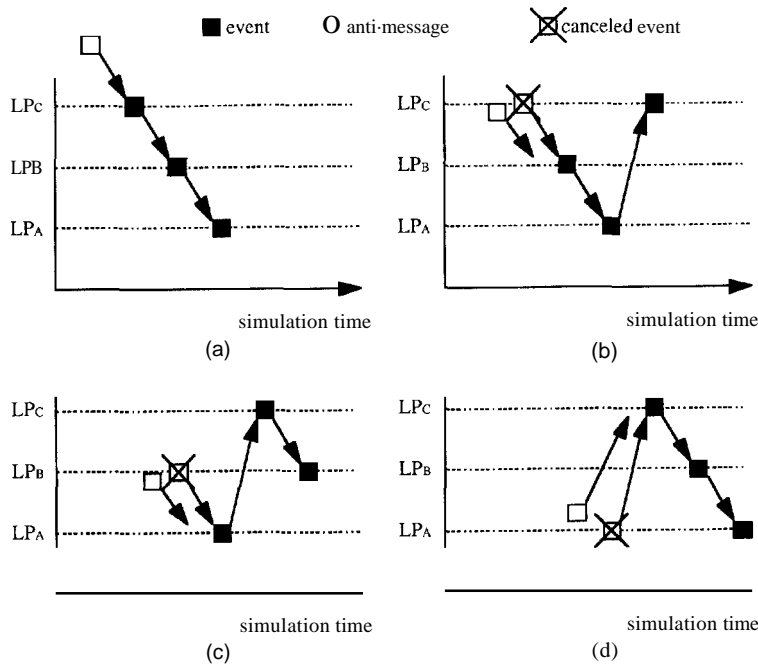 event O anti-message canceled event
LPC
LPB
LPA
simulation time
(a)
LPC
LPB
LPA
simulation time
(b)
LPC
LPB
LPA
simulation time
(c)
LPC
LPB
LPA
simulation time
(d)